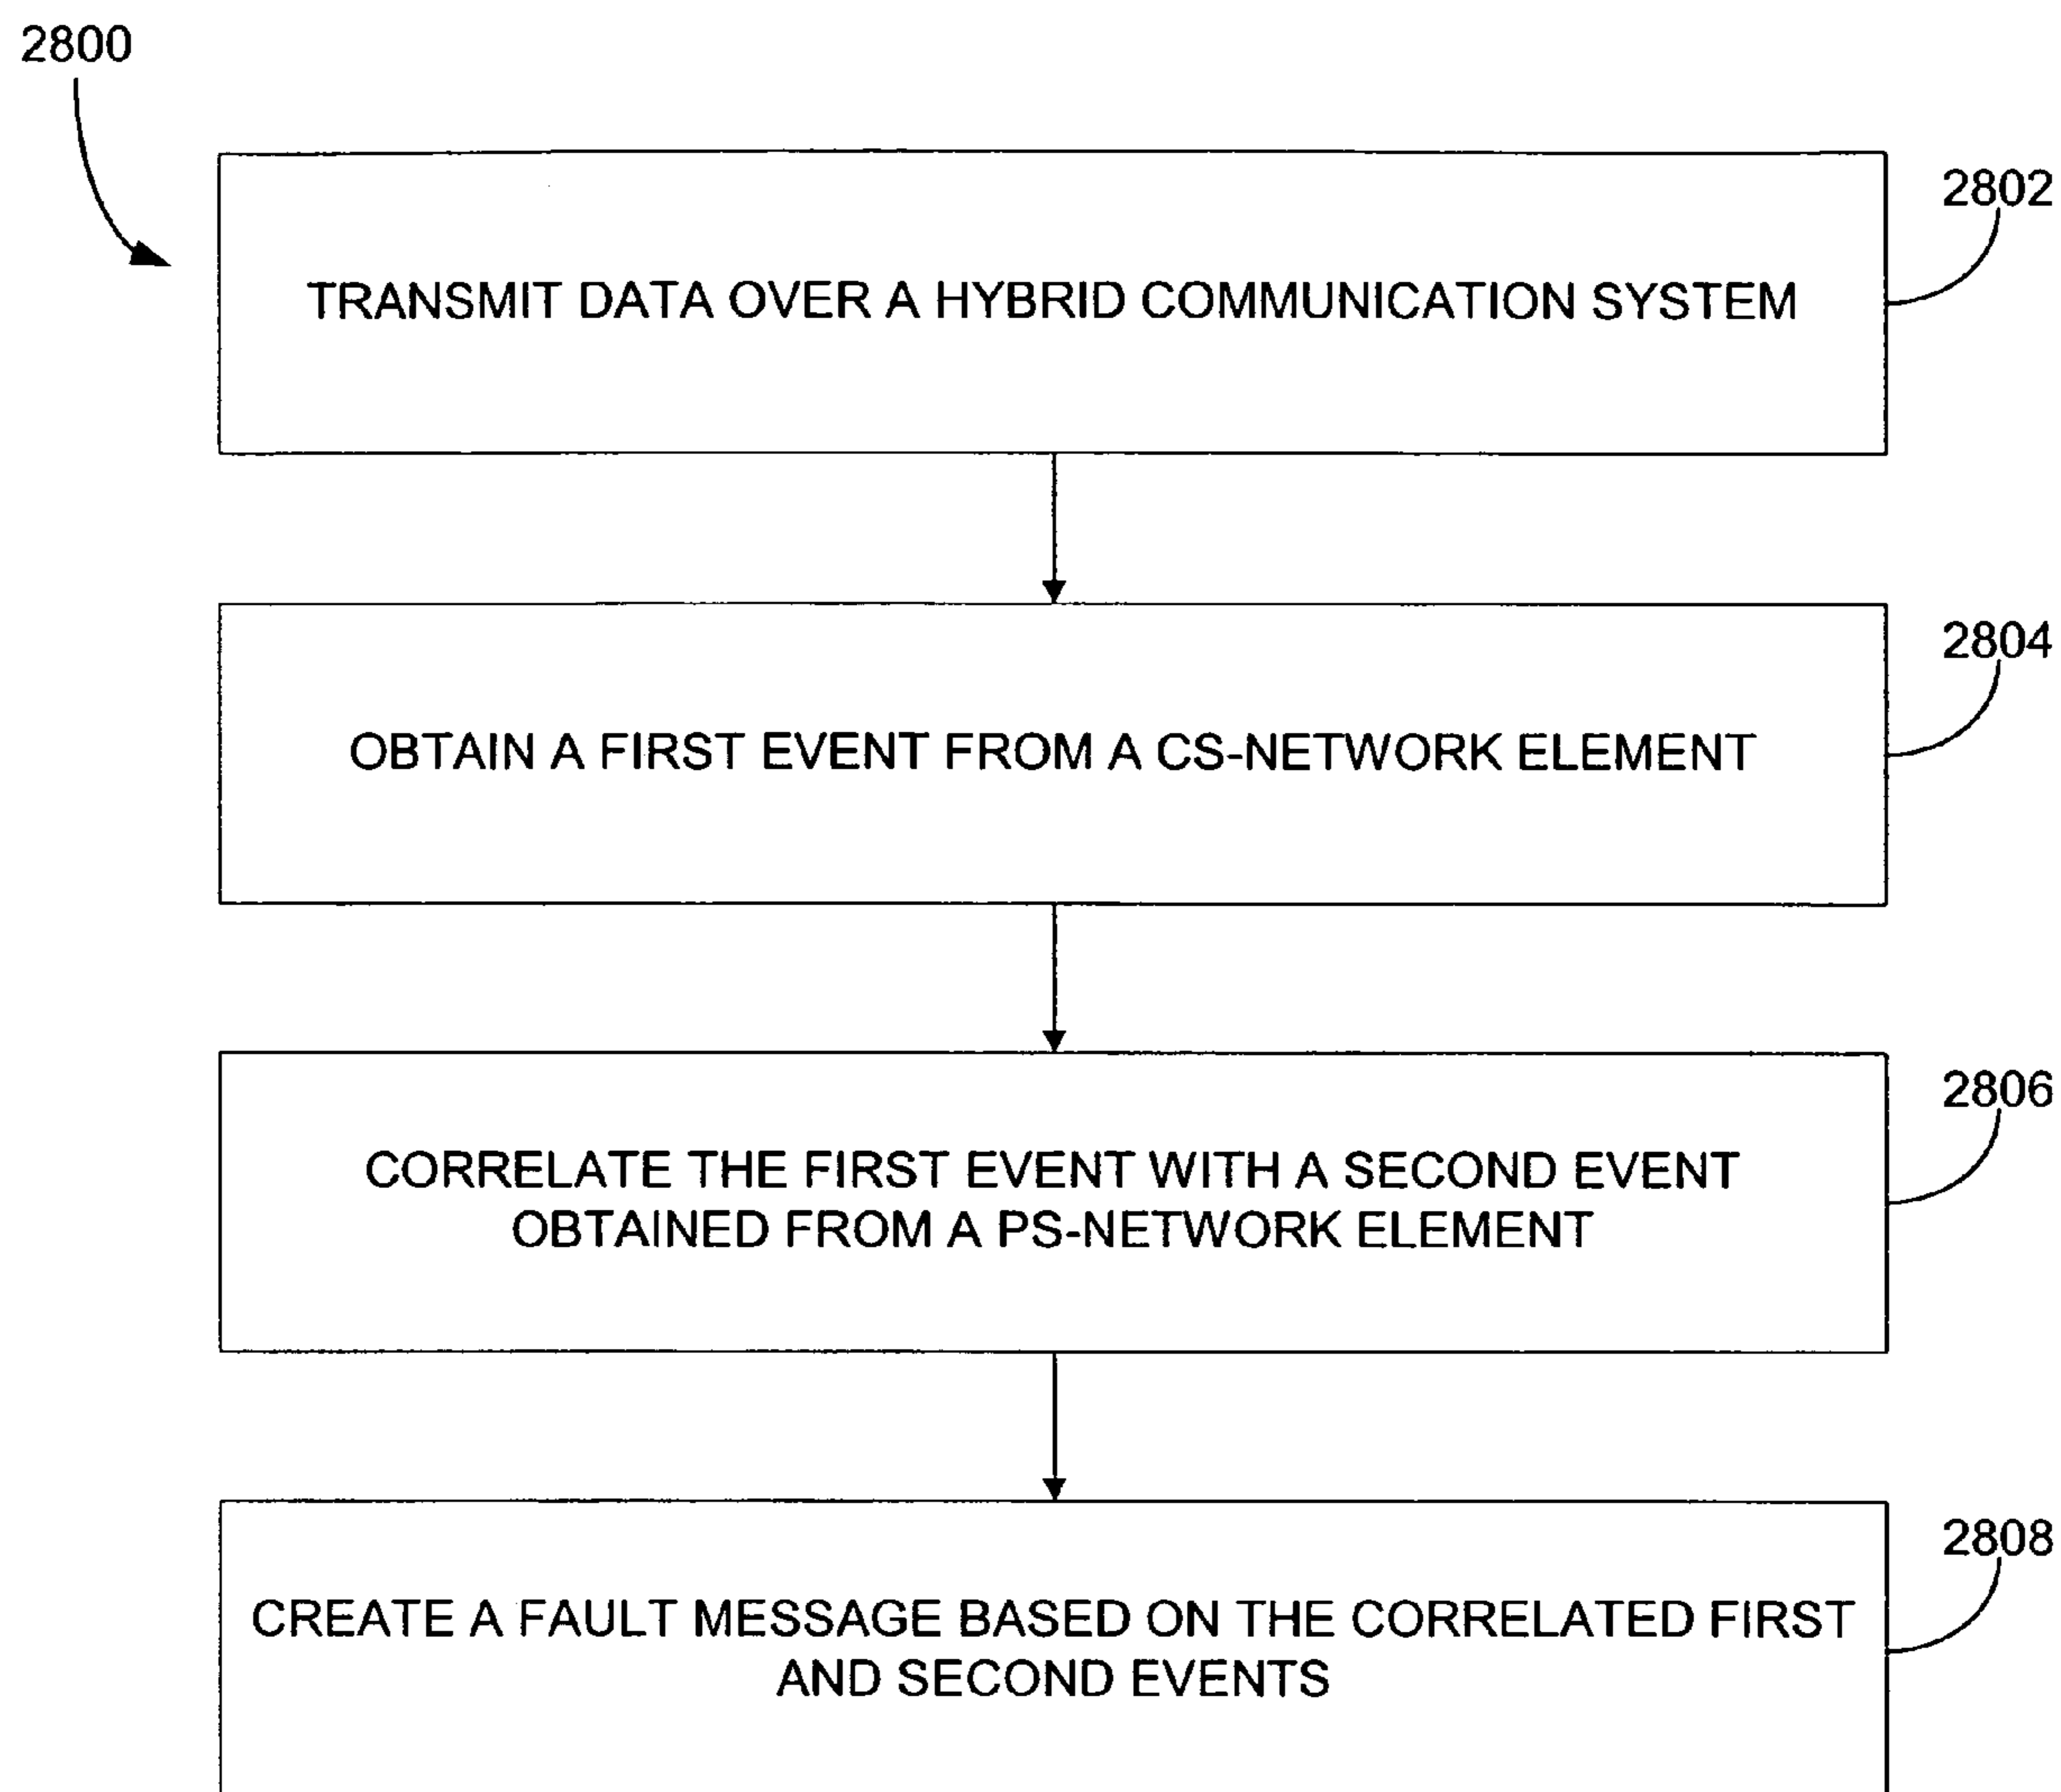 2800
2802
TRANSMIT DATA OVER A HYBRID COMMUNICATION SYSTEM
2804
OBTAIN A FIRST EVENT FROM A CS-NETWORK ELEMENT
2806
CORRELATE THE FIRST EVENT WITH A SECOND EVENT
OBTAINED FROM A PS-NETWORK ELEMENT
2808
CREATE A FAULT MESSAGE BASED ON THE CORRELATED FIRST
AND SECOND EVENTS